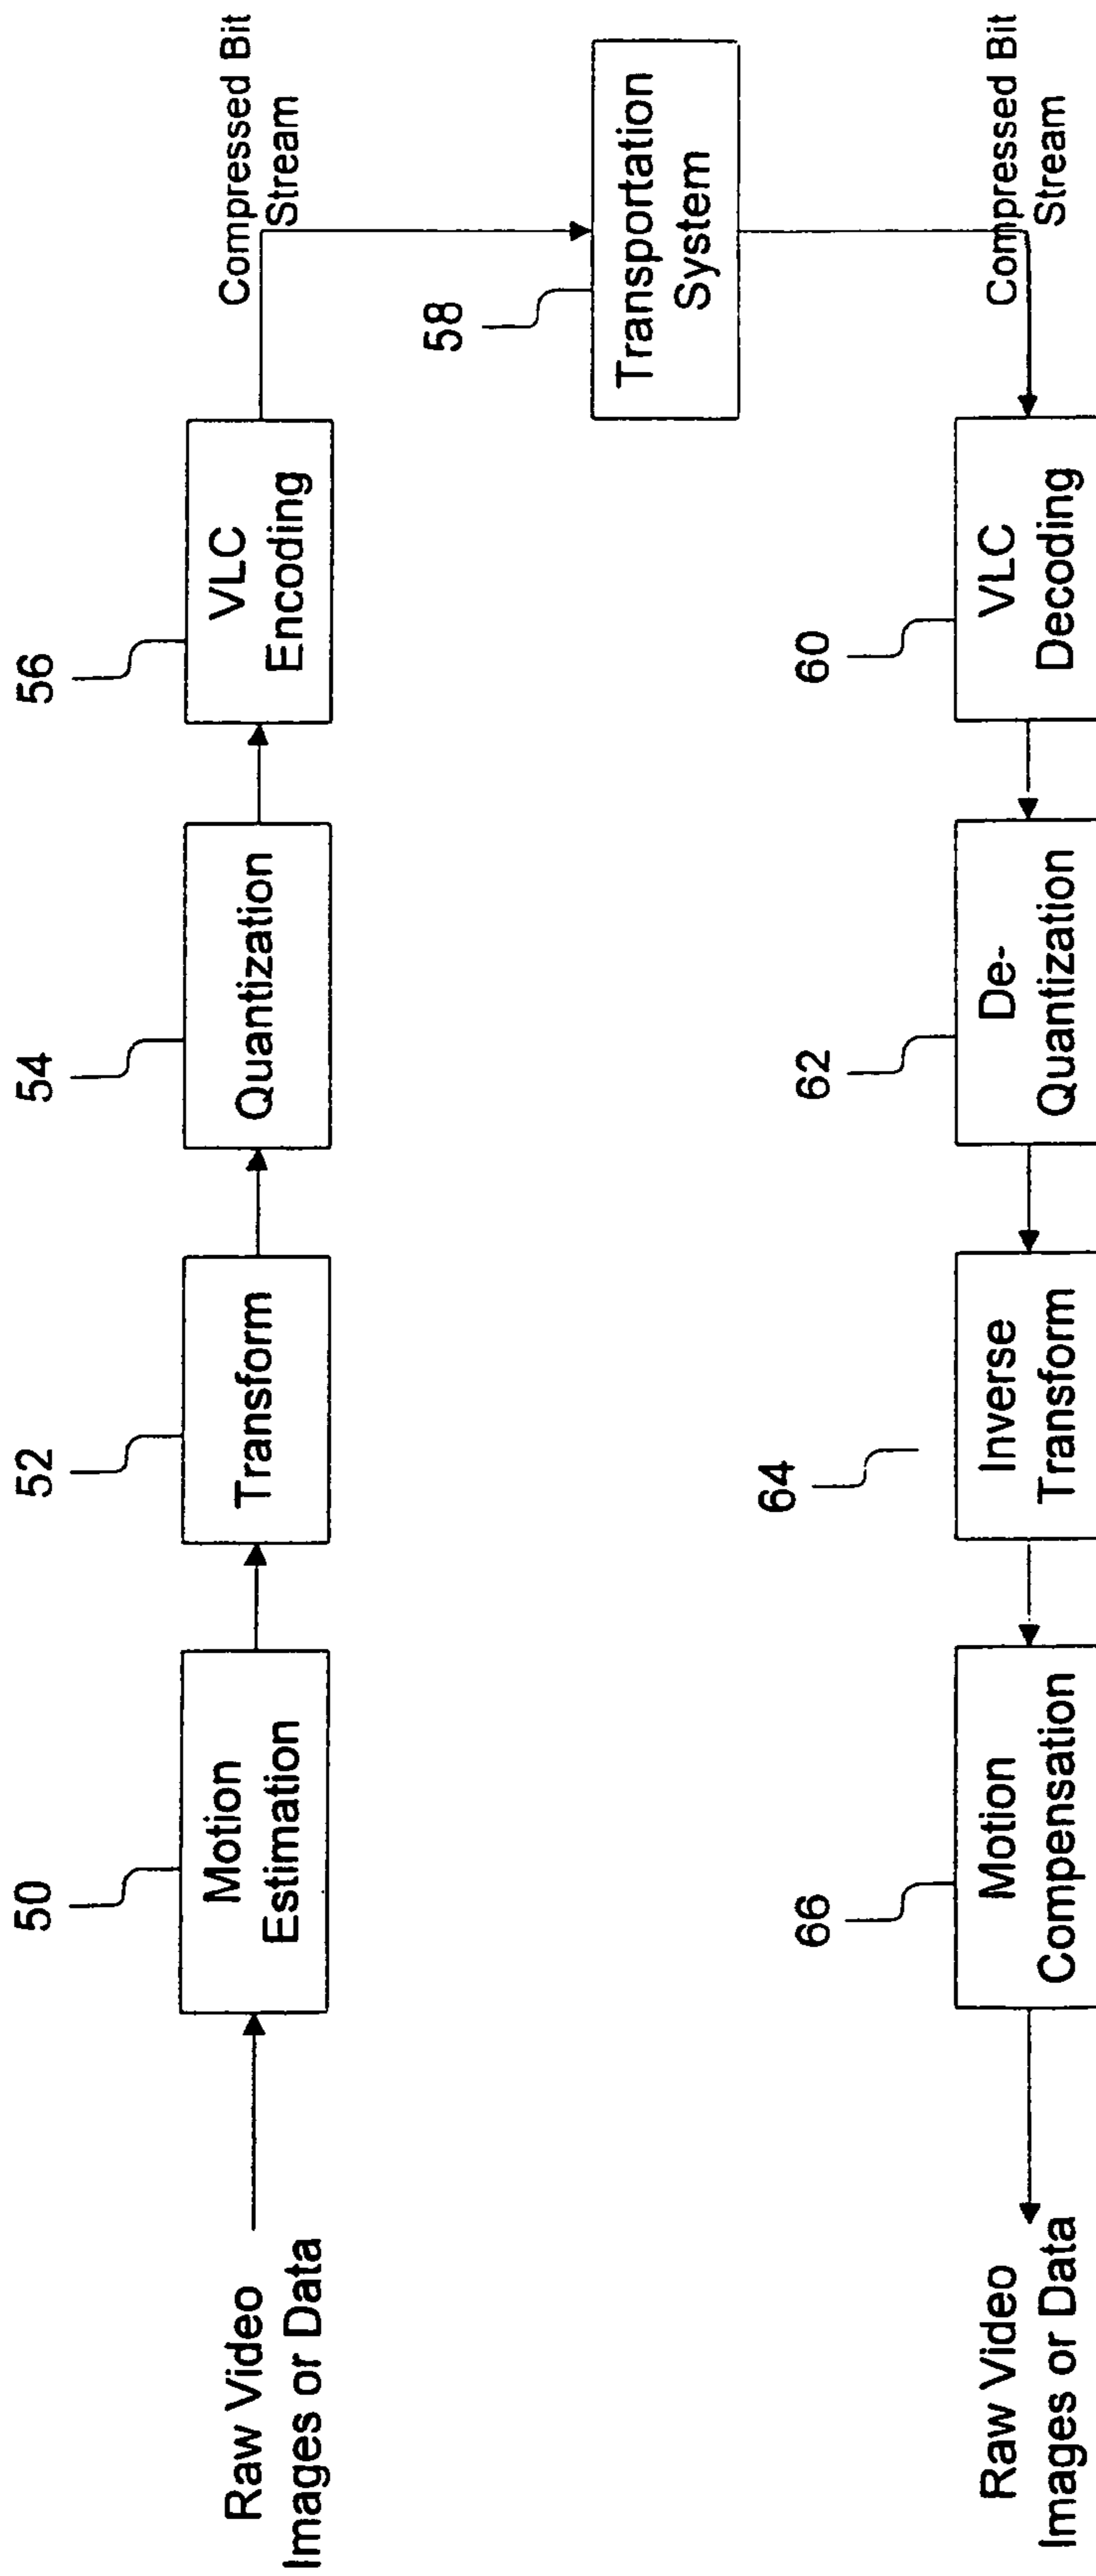 50
52
54
56
Raw Video
Images or Data
Motion
Estimation
Transform
Quantization
VLC
Encoding
Compressed Bit
Stream
58
Transportation
System
60
62
64
66
Raw Video
Images or Data
Motion
Compensation
Inverse
Transform
De-
Quantization
VLC
Decoding
Compressed Bit
Stream